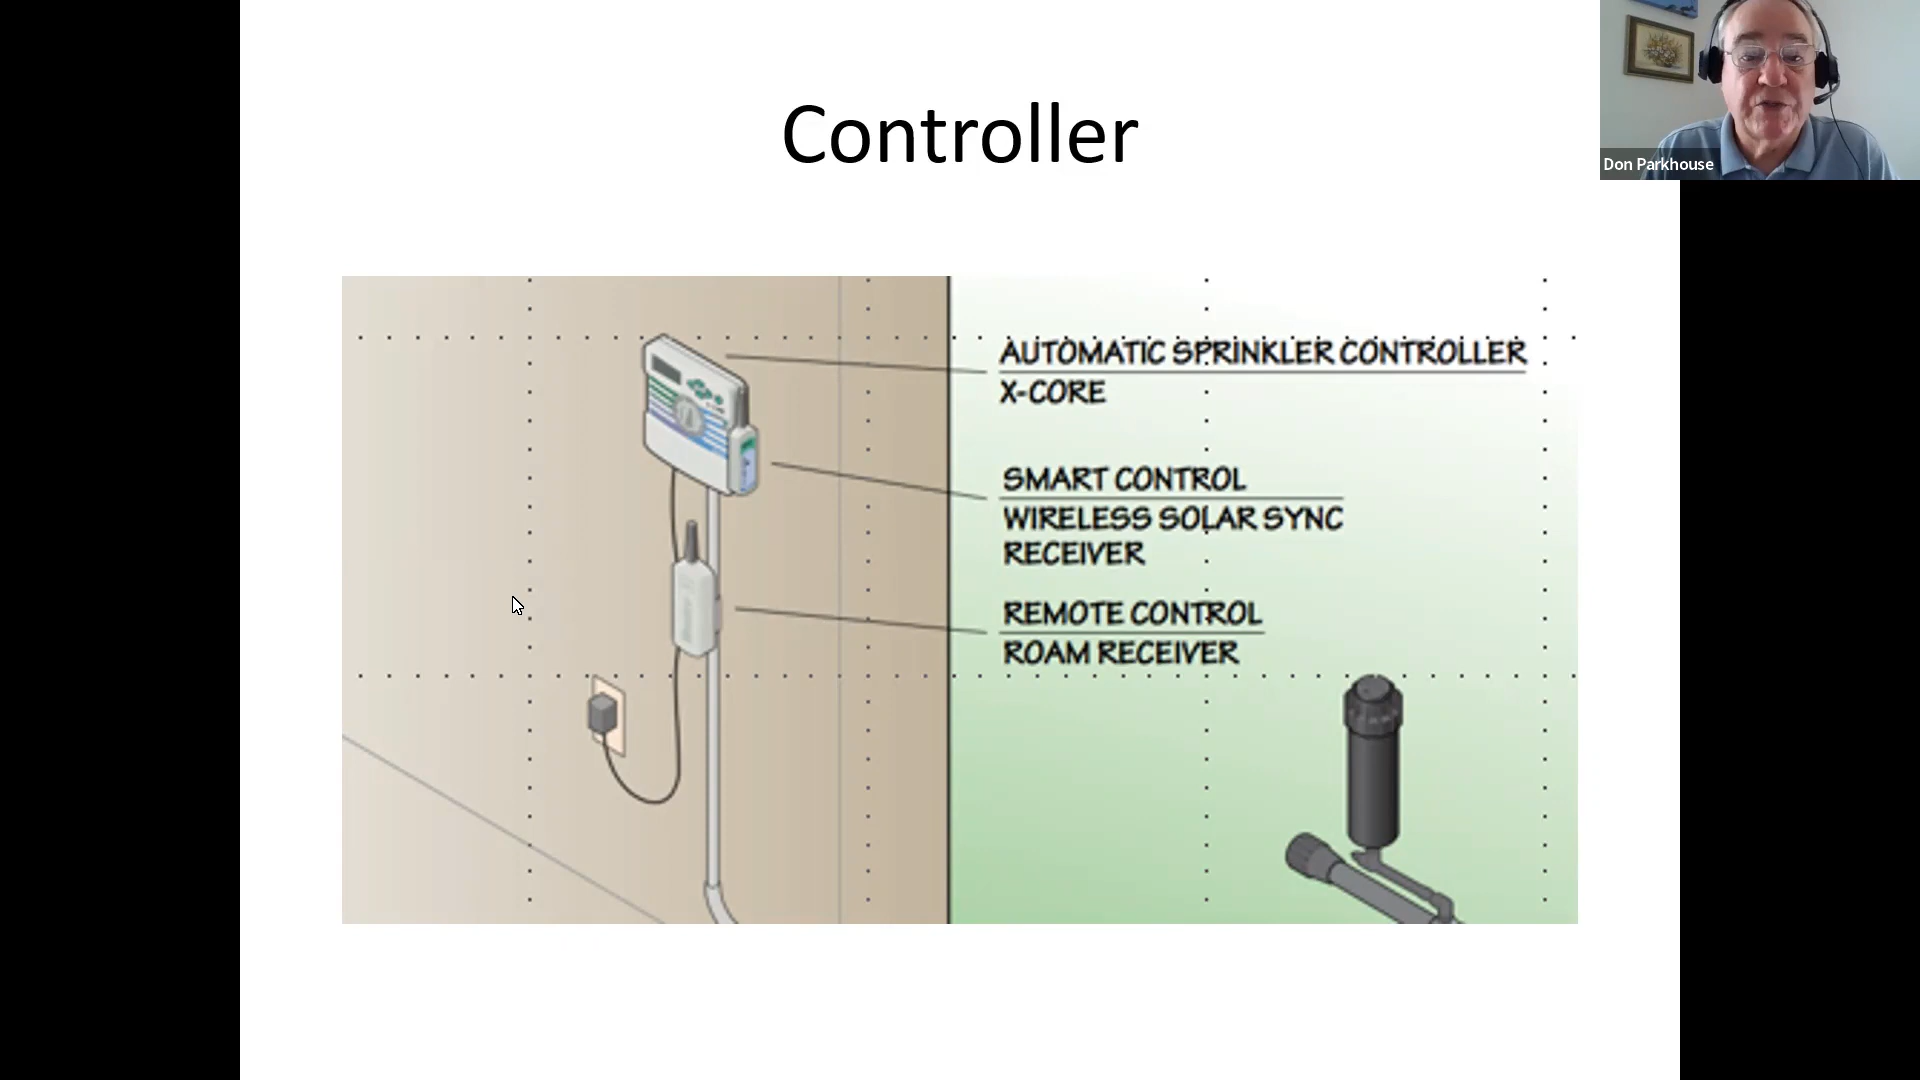 Controller
Don Parkhouse
AUTOMATIC SPRINKLER CONTROLLER
X-CORE
SMART CONTROL
WIRELESS SOLAR SYNC
RECEIVER
REMOTE CONTROL
ROAM RECEIVER